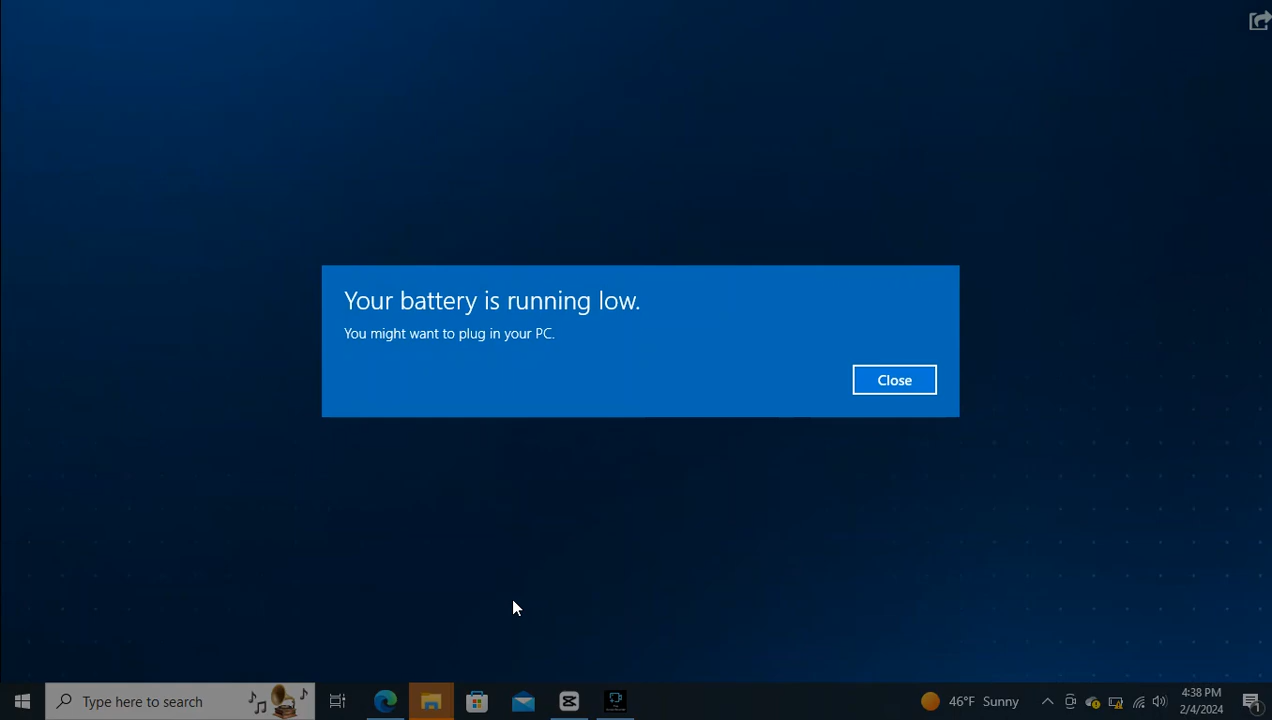 Your battery is running low.
You might want to plug in your PC.
Close
Type here to search
46°F Sunny
4:38 PM
2/4/2024
1